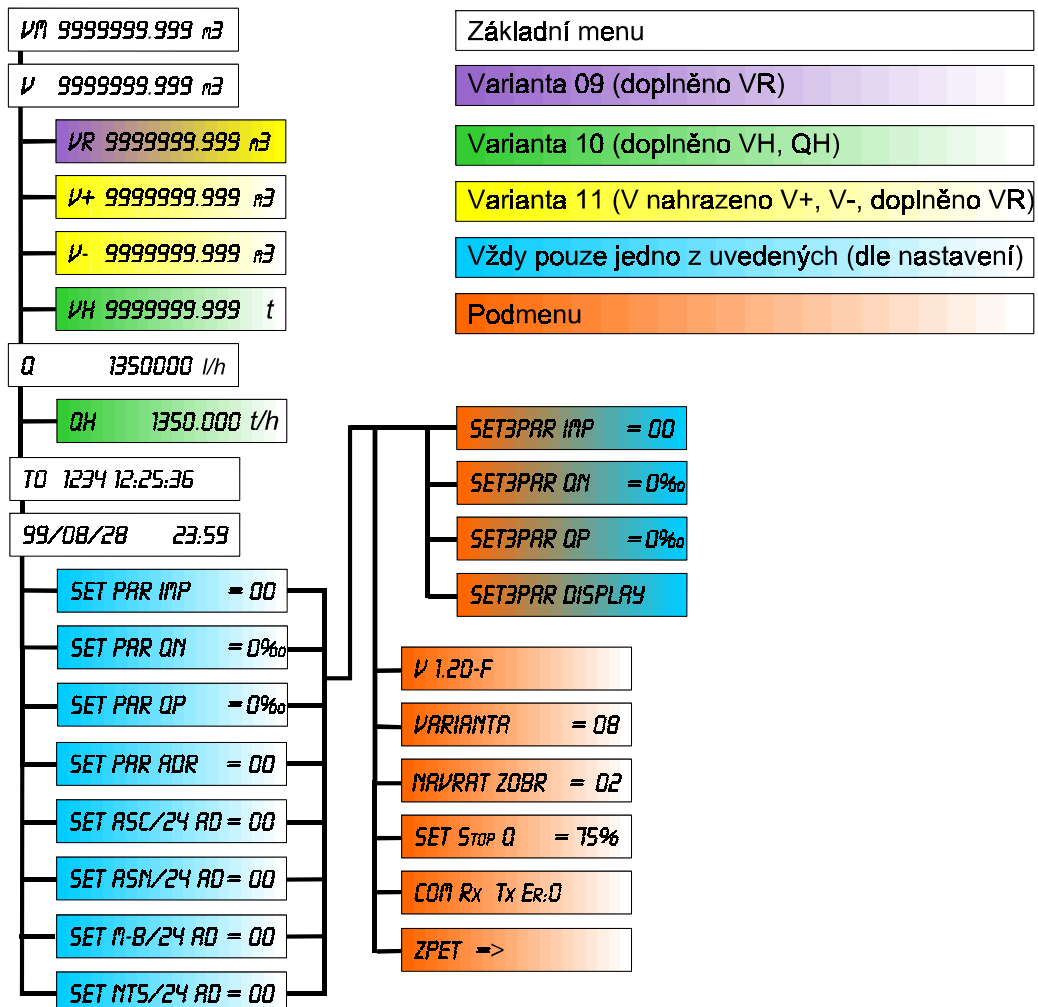 VM 9999999.999 m3
V 9999999.999 m3
VR 9999999.999 m3
V+ 9999999.999 m3
V- 9999999.999 m3
VH 9999999.999 t
Q 1350000 l/h
QH 1350.000 t/h
TO 1234 12:25:36
99/08/28 23:59
SET PAR IMP = 00
SET PAR QN = 0‰
SET PAR QP = 0‰
SET PAR ADR = 00
SET ASC/24 AD = 00
SET ASN/24 AD = 00
SET M-B/24 AD = 00
SET NTS/24 AD = 00
Základní menu
Varianta 09 (doplněno VR)
Varianta 10 (doplněno VH, QH)
Varianta 11 (V nahrazeno V+, V-, doplněno VR)
Vždy pouze jedno z uvedených (dle nastavení)
Podmenu
SET3PAR IMP = 00
SET3PAR QN = 0‰
SET3PAR QP = 0‰
SET3PAR DISPLAY
V 1.20-F
VARIANTA = 08
NAVRAT ZOBR = 02
SET STOP Q = 75%
COM RX TX ER:0
ZPET =>